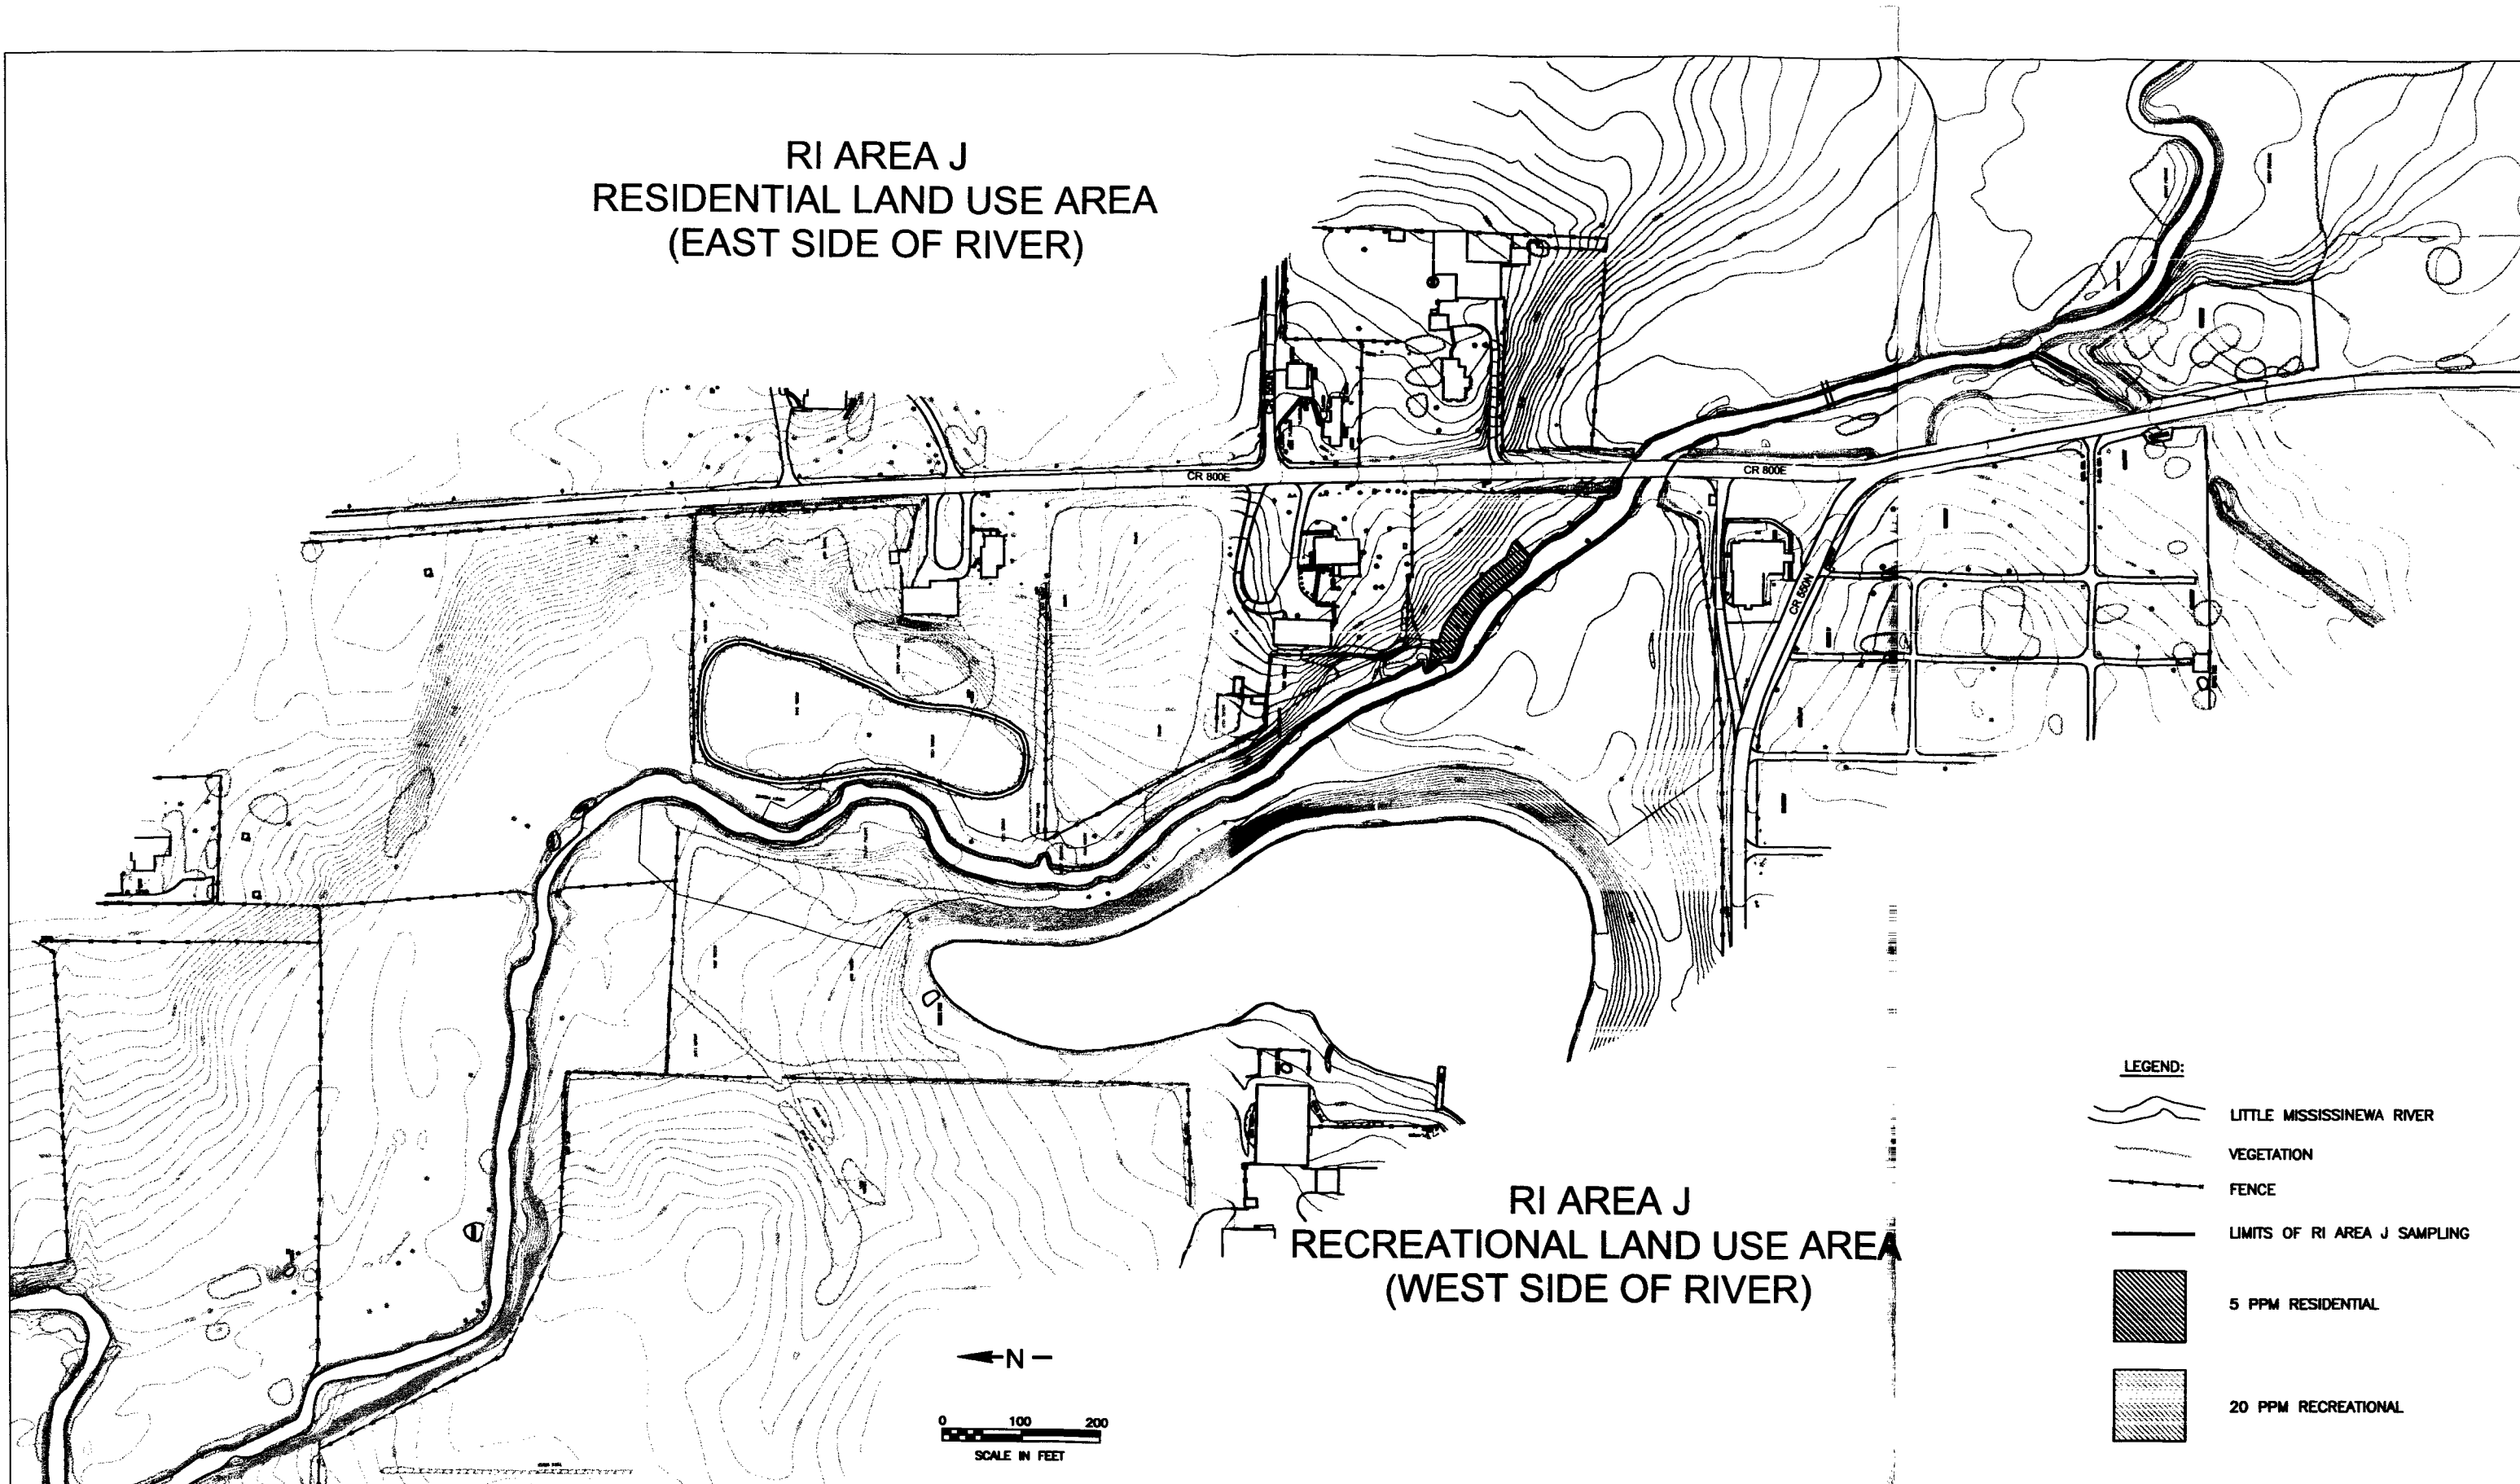 RI AREA J
RESIDENTIAL LAND USE AREA
(EAST SIDE OF RIVER)
CR 800E
CR 800E
RI AREA J
RECREATIONAL LAND USE AREA
(WEST SIDE OF RIVER)
N
0 100 200
SCALE IN FEET
LEGEND:
LITTLE MISSISSINEWA RIVER
VEGETATION
FENCE
LIMITS OF RI AREA J SAMPLING
5 PPM RESIDENTIAL
20 PPM RECREATIONAL